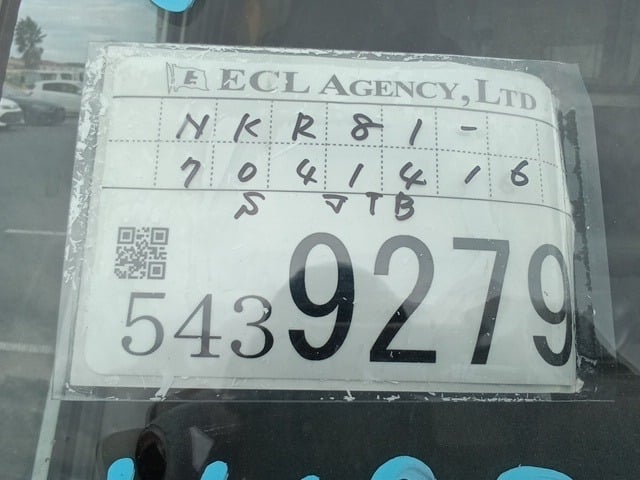 ECL AGENCY, LTD
NKR81-
7041416
S JTB
5439279